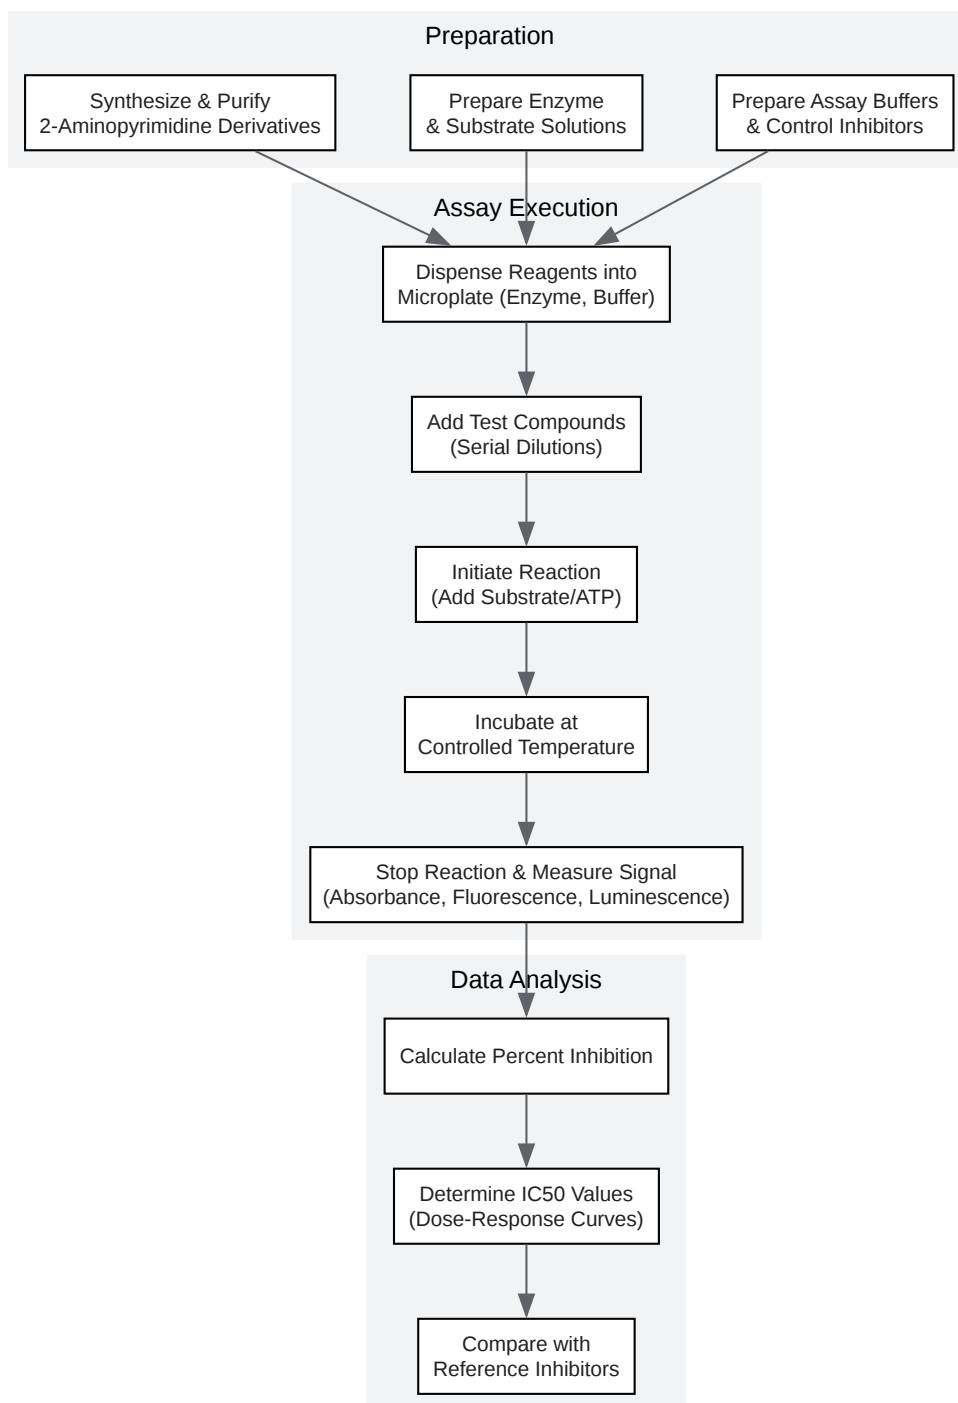 Preparation
Synthesize & Purify
2-Aminopyrimidine Derivatives
Prepare Enzyme
& Substrate Solutions
Prepare Assay Buffers
& Control Inhibitors
Assay Execution
Dispense Reagents into
Microplate (Enzyme, Buffer)
Add Test Compounds
(Serial Dilutions)
Initiate Reaction
(Add Substrate/ATP)
Incubate at
Controlled Temperature
Stop Reaction & Measure Signal
(Absorbance, Fluorescence, Luminescence)
Data Analysis
Calculate Percent Inhibition
Determine IC50 Values
(Dose-Response Curves)
Compare with
Reference Inhibitors